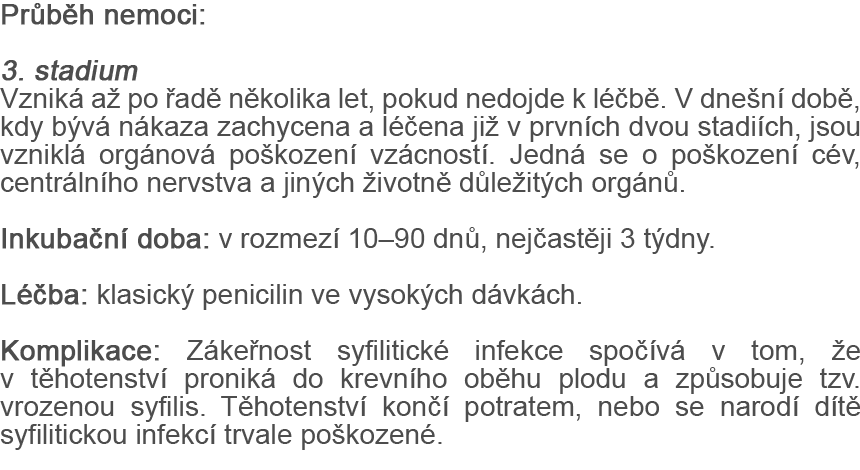 Průběh nemoci:
3. stadium
Vzniká až po řadě několika let, pokud nedojde k léčbě. V dnešní době,
kdy bývá nákaza zachycena a léčena již v prvních dvou stadiích, jsou
vzniklá orgánová poškození vzácností. Jedná se o poškození cév,
centrálního nervstva a jiných životně důležitých orgánů.
Inkubační doba: v rozmezí 10–90 dnů, nejčastěji 3 týdny.
Léčba: klasický penicilin ve vysokých dávkách.
Komplikace: Zákeřnost syfilitické infekce spočívá v tom, že
v těhotenství proniká do krevního oběhu plodu a způsobuje tzv.
vrozenou syfilis. Těhotenství končí potratem, nebo se narodí dítě
syfilitickou infekcí trvale poškozené.